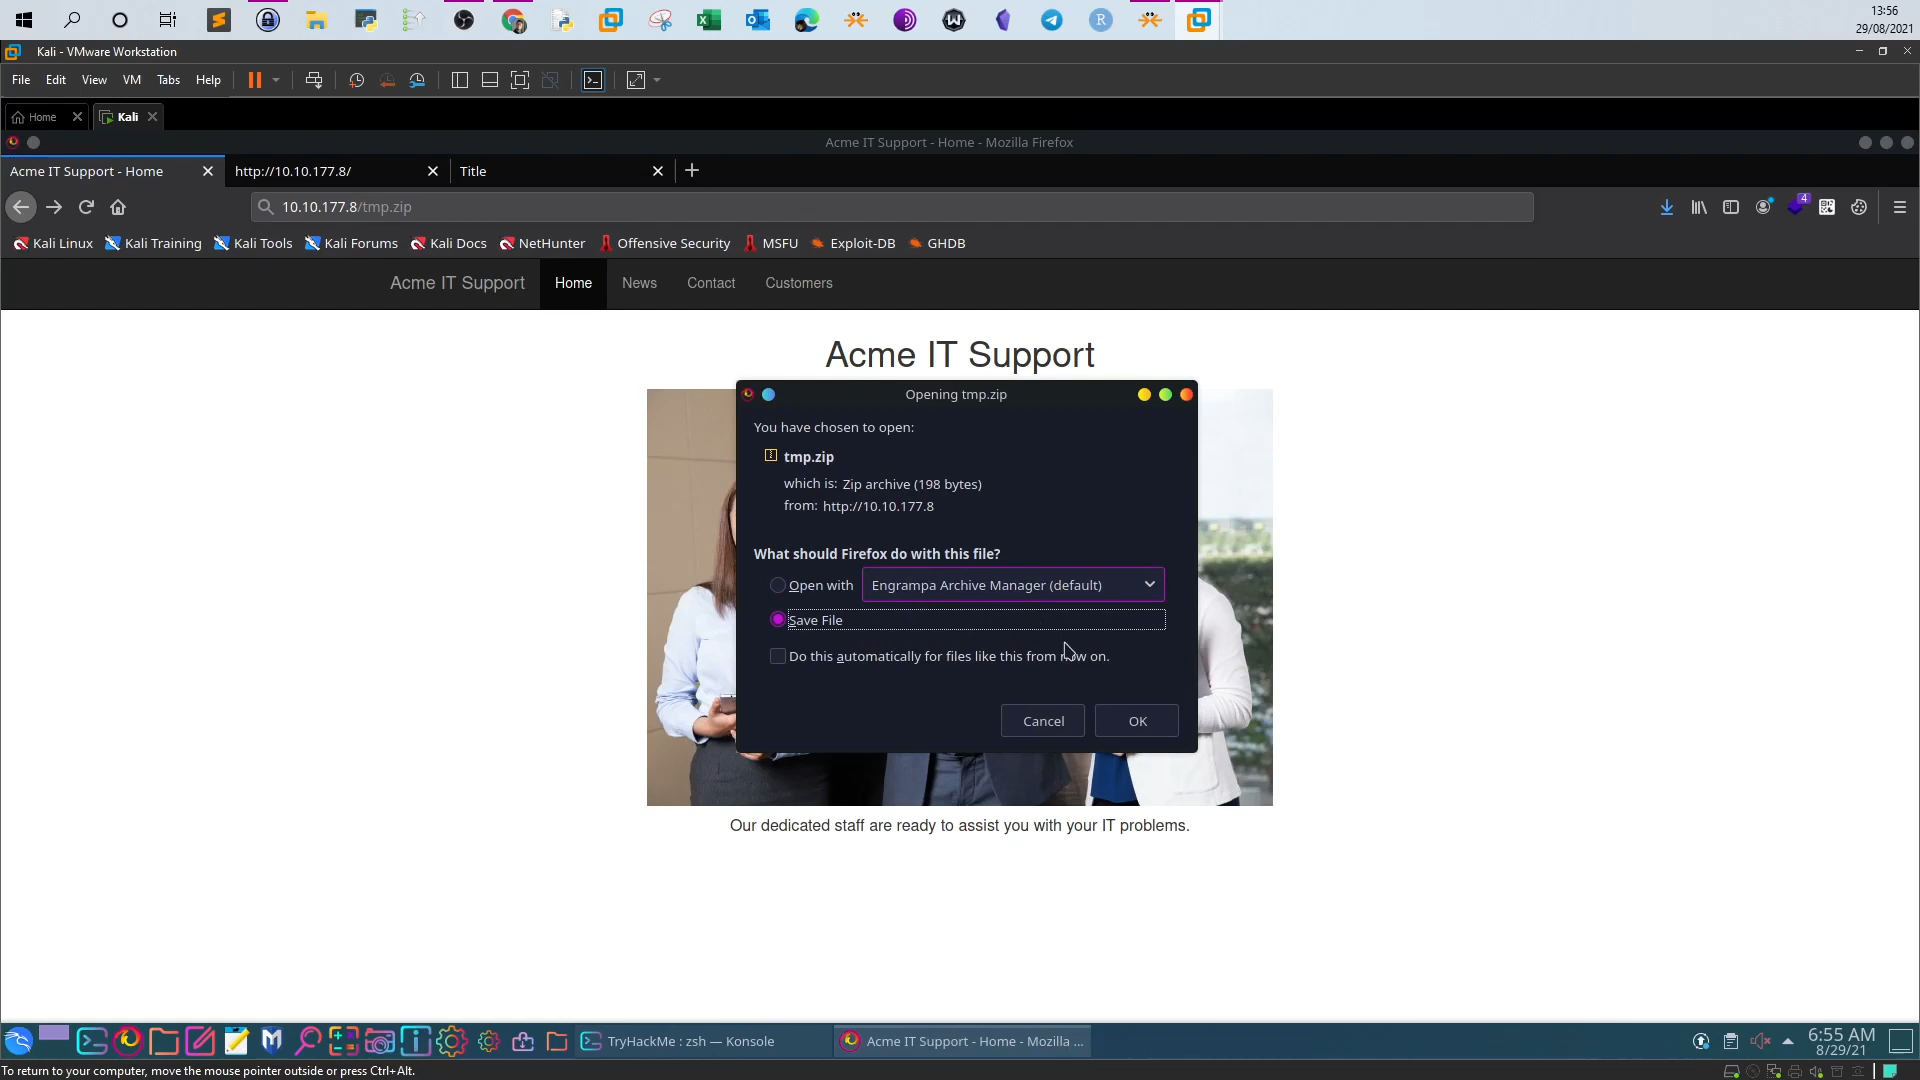 13:56
29/08/2021
Kali - VMware Workstation
File Edit View VM Tabs Help
Home Kali
Acme IT Support - Home - Mozilla Firefox
Acme IT Support - Home http://10.10.177.8/ Title
10.10.177.8/tmp.zip
4
Kali Linux Kali Training Kali Tools Kali Forums Kali Docs NetHunter Offensive Security MSFU Exploit-DB GHDB
Acme IT Support Home News Contact Customers
Acme IT Support
Opening tmp.zip
You have chosen to open:
tmp.zip
which is: Zip archive (198 bytes)
from: http://10.10.177.8
What should Firefox do with this file?
Open with Engrampa Archive Manager (default)
Save File
Do this automatically for files like this from now on.
Cancel OK
Our dedicated staff are ready to assist you with your IT problems.
TryHackMe : zsh — Konsole
Acme IT Support - Home - Mozilla ...
6:55 AM
8/29/21
To return to your computer, move the mouse pointer outside or press Ctrl+Alt.